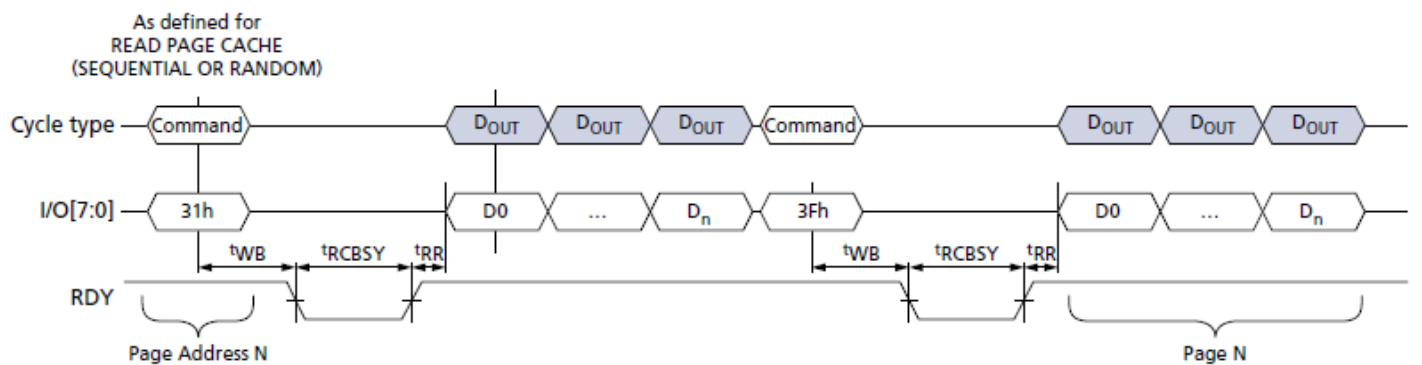 As defined for
READ PAGE CACHE
(SEQUENTIAL OR RANDOM)
Cycle type Command DOUT DOUT DOUT Command DOUT DOUT DOUT
I/O[7:0] 31h D0 ... Dn 3Fh D0 ... Dn
tWB tRCBSY tRR tWB tRCBSY tRR
RDY
Page Address N Page N